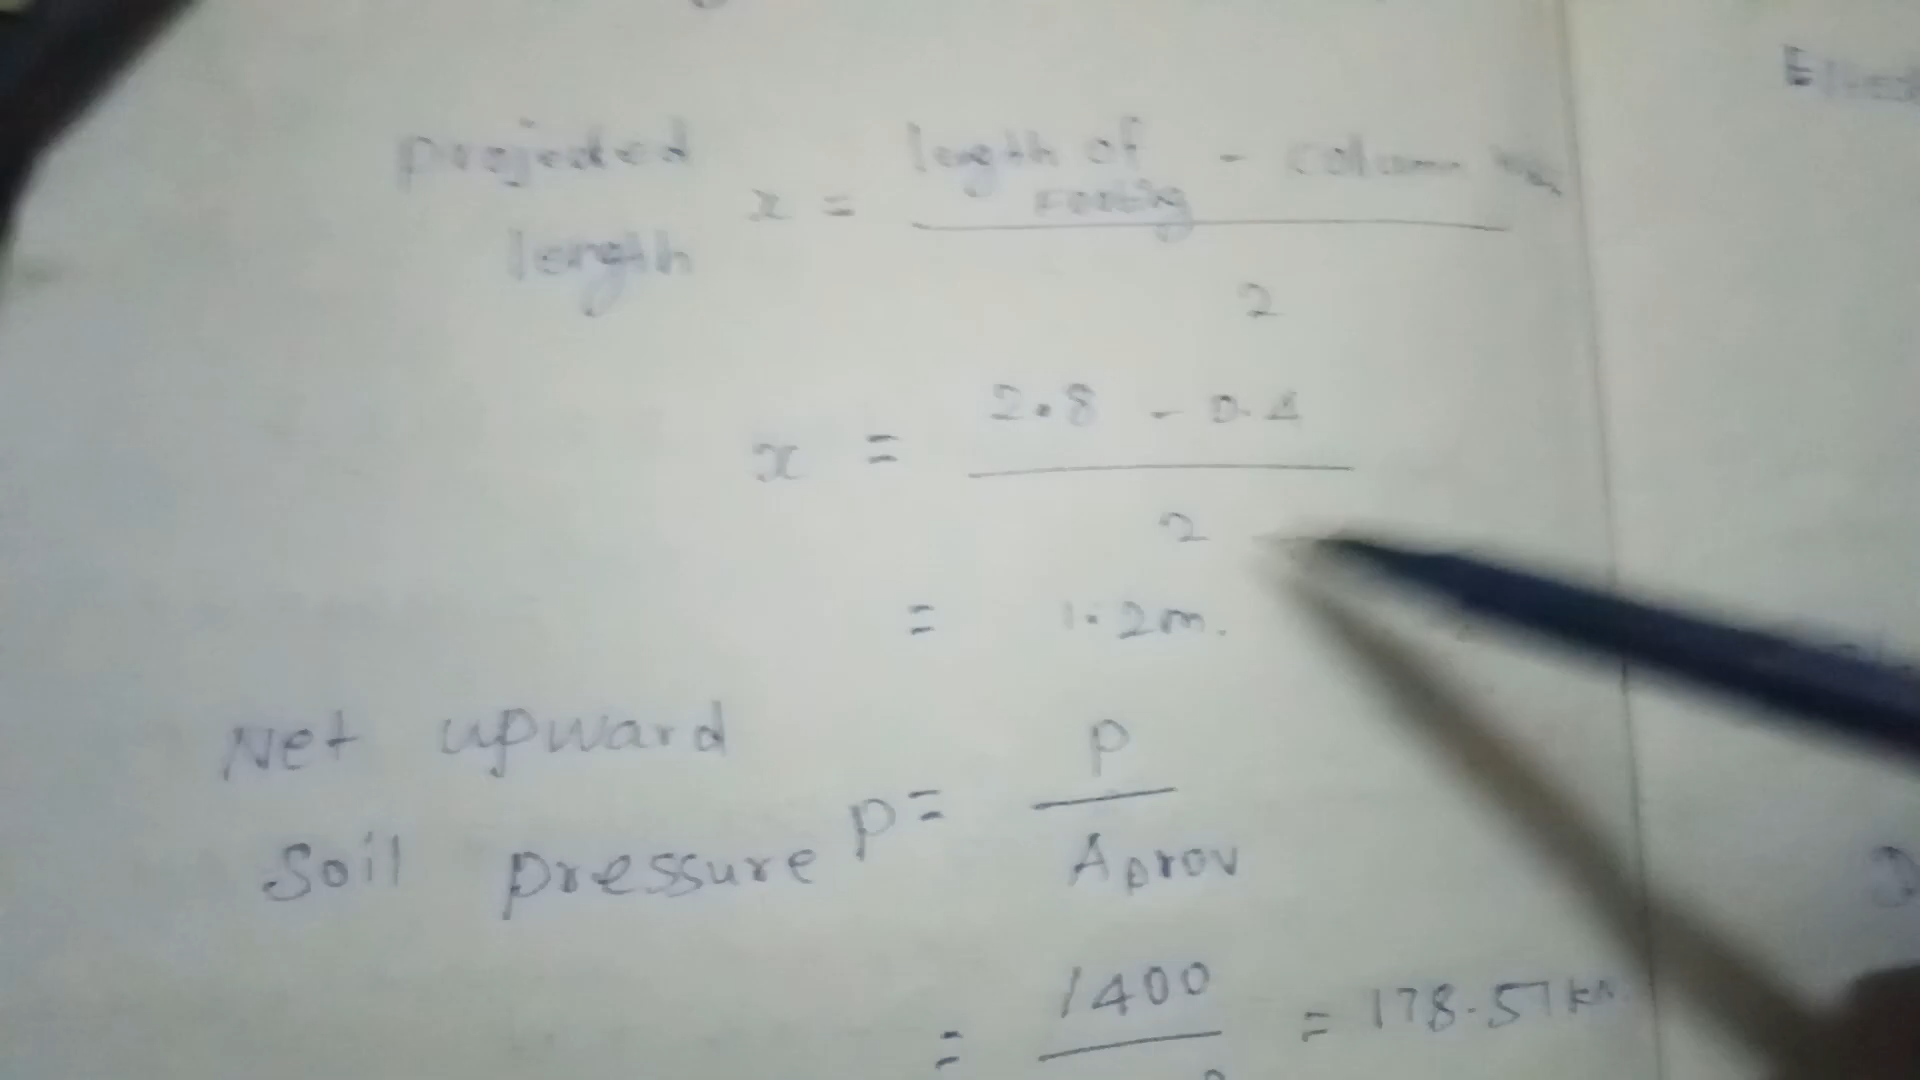 projected length x = length of footing - column
2
x = 2.8 - 0.4
2
= 1.2m.
Net upward
Soil pressure p = P
Aprov
= 1400 = 178.57 kN